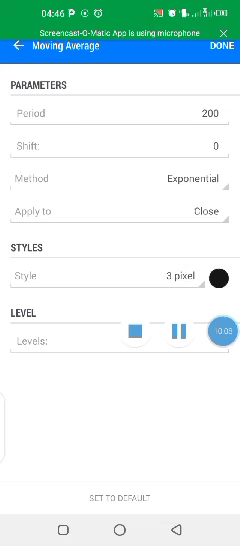 04:46
Screencast-O-Matic App is using microphone
Moving Average DONE
PARAMETERS
Period 200
Shift: 0
Method Exponential
Apply to Close
STYLES
Style 3 pixel
LEVEL
Levels:
SET TO DEFAULT